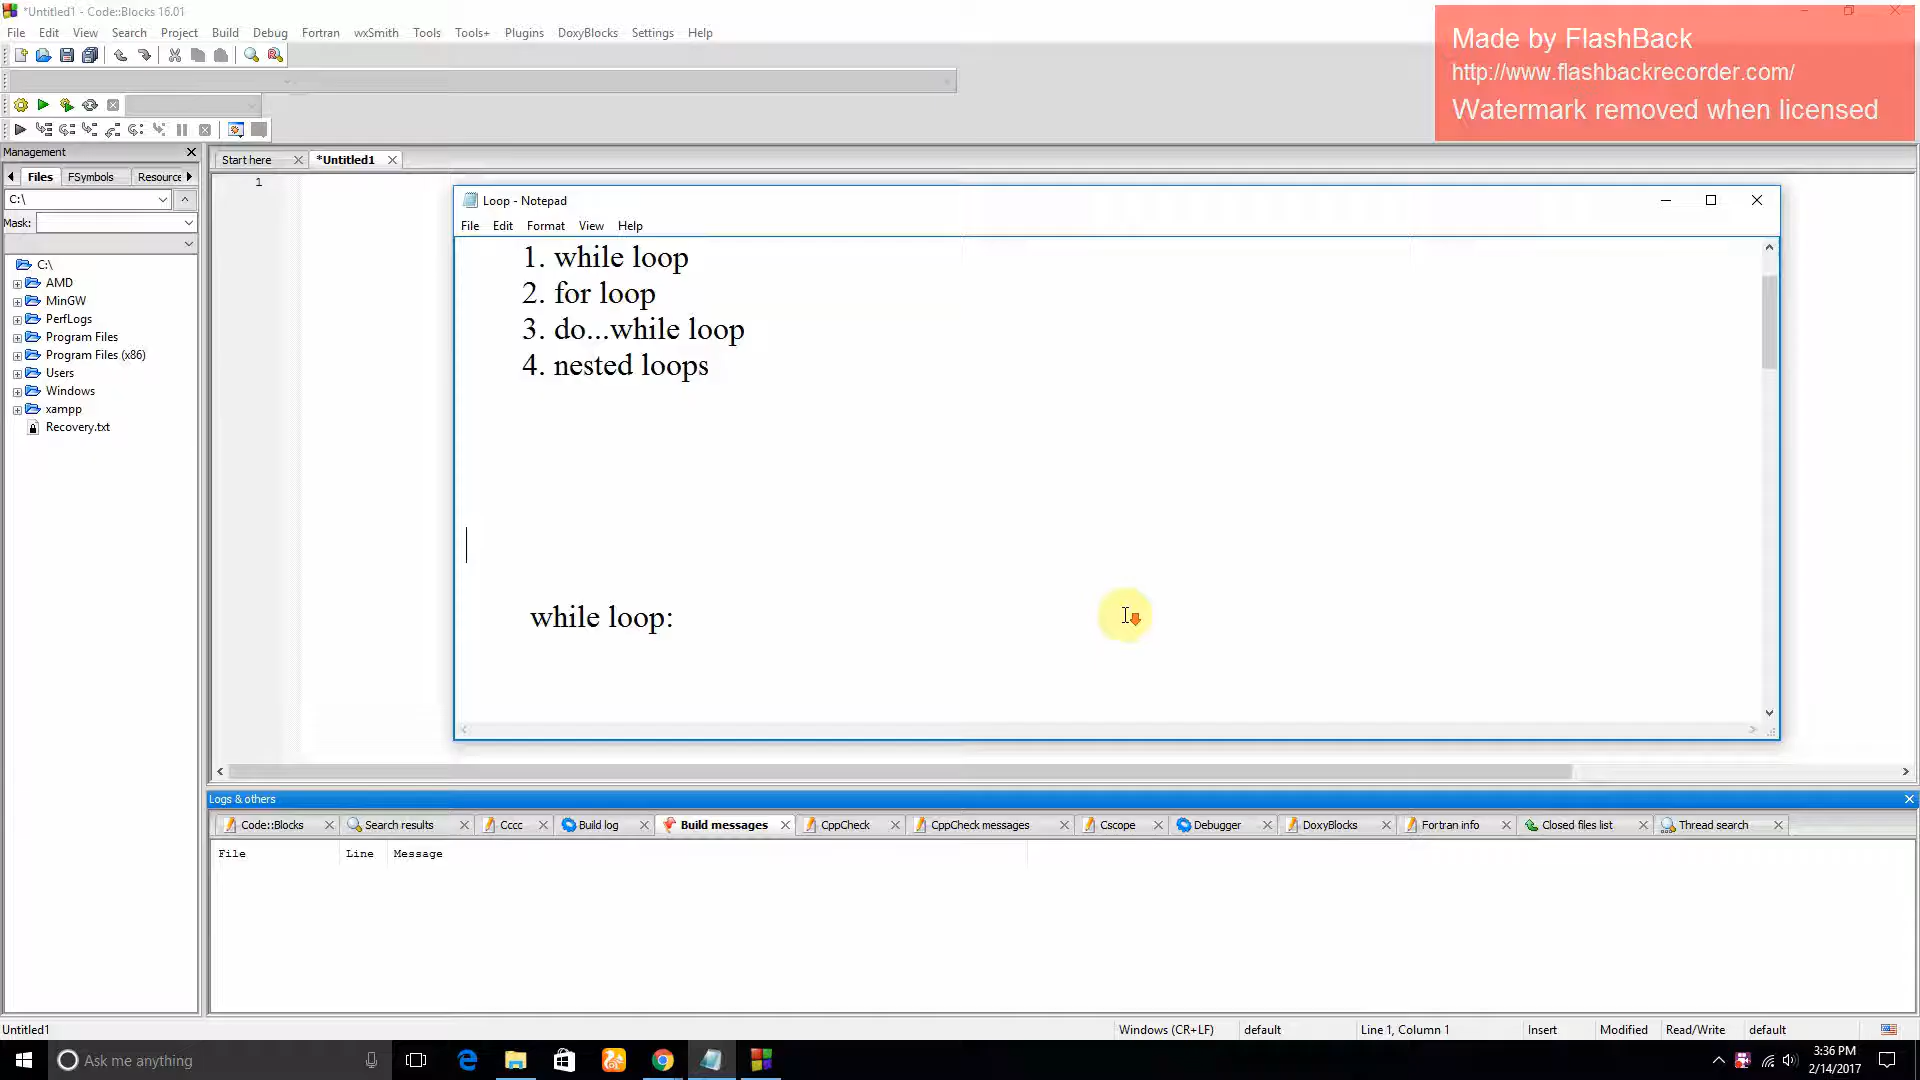 *Untitled1 - Code::Blocks 16.01
File Edit View Search Project Build Debug Fortran wxSmith Tools Tools+ Plugins DoxyBlocks Settings Help
Made by FlashBack
http://www.flashbackrecorder.com/
Watermark removed when licensed
Management
Start here *Untitled1
Files FSymbols Resource
C:\
Mask:
1
C:\
AMD
MinGW
PerfLogs
Program Files
Program Files (x86)
Users
Windows
xampp
Recovery.txt
Loop - Notepad
File Edit Format View Help
1. while loop
2. for loop
3. do...while loop
4. nested loops
while loop:
Logs & others
Code::Blocks Search results Cccc Build log Build messages CppCheck CppCheck messages Cscope Debugger DoxyBlocks Fortran info Closed files list Thread search
File Line Message
Untitled1 Windows (CR+LF) default Line 1, Column 1 Insert Modified Read/Write default
Ask me anything
3:36 PM
2/14/2017